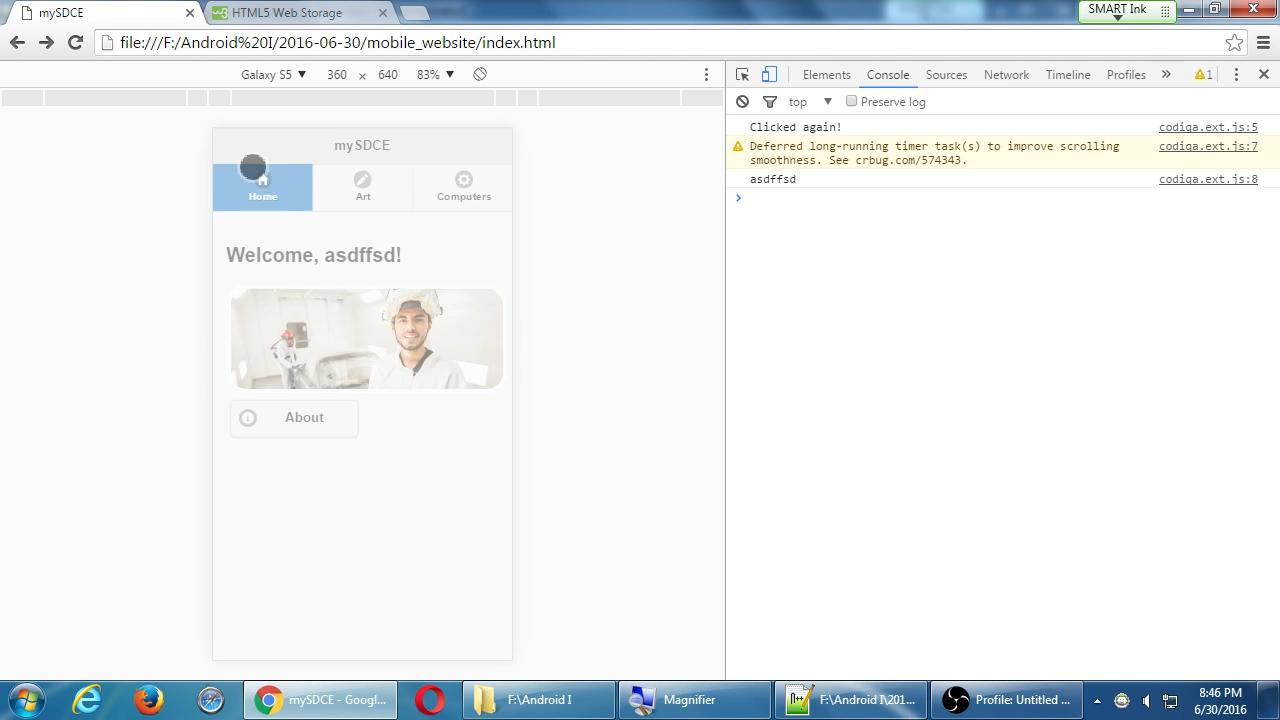 mySDCE
HTML5 Web Storage
SMART Ink
file:///F:/Android%20I/2016-06-30/mobile_website/index.html
Galaxy S5 ▼ 360 × 640 83% ▼
Elements Console Sources Network Timeline Profiles » 1
top ▼ Preserve log
Clicked again! codiqa.ext.js:5
Deferred long-running timer task(s) to improve scrolling codiqa.ext.js:7
smoothness. See crbug.com/574343.
asdffsd codiqa.ext.js:8
mySDCE
Home Art Computers
Welcome, asdffsd!
About
mySDCE - Googl... F:\Android I Magnifier F:\Android I\201... Profile: Untitled ...
8:46 PM
6/30/2016